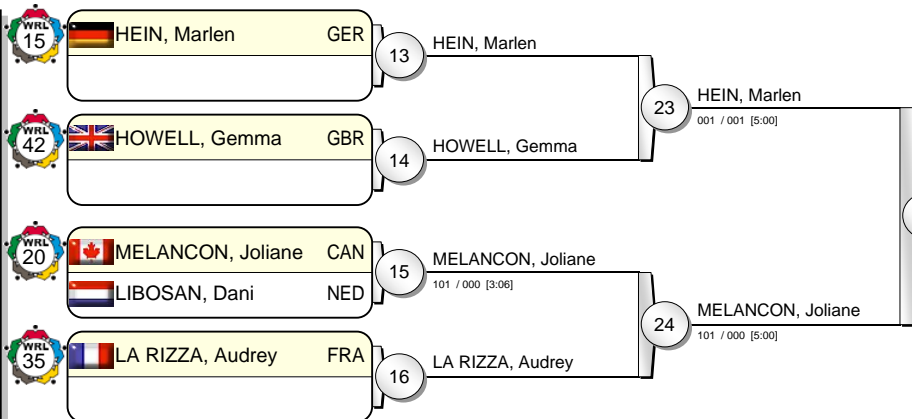 WRL
15
HEIN, Marlen GER
13
HEIN, Marlen
23
HEIN, Marlen
001 / 001 [5:00]
WRL
42
HOWELL, Gemma GBR
14
HOWELL, Gemma
WRL
20
MELANCON, Joliane CAN
LIBOSAN, Dani NED
15
MELANCON, Joliane
101 / 000 [3:06]
24
MELANCON, Joliane
101 / 000 [5:00]
WRL
35
LA RIZZA, Audrey FRA
16
LA RIZZA, Audrey